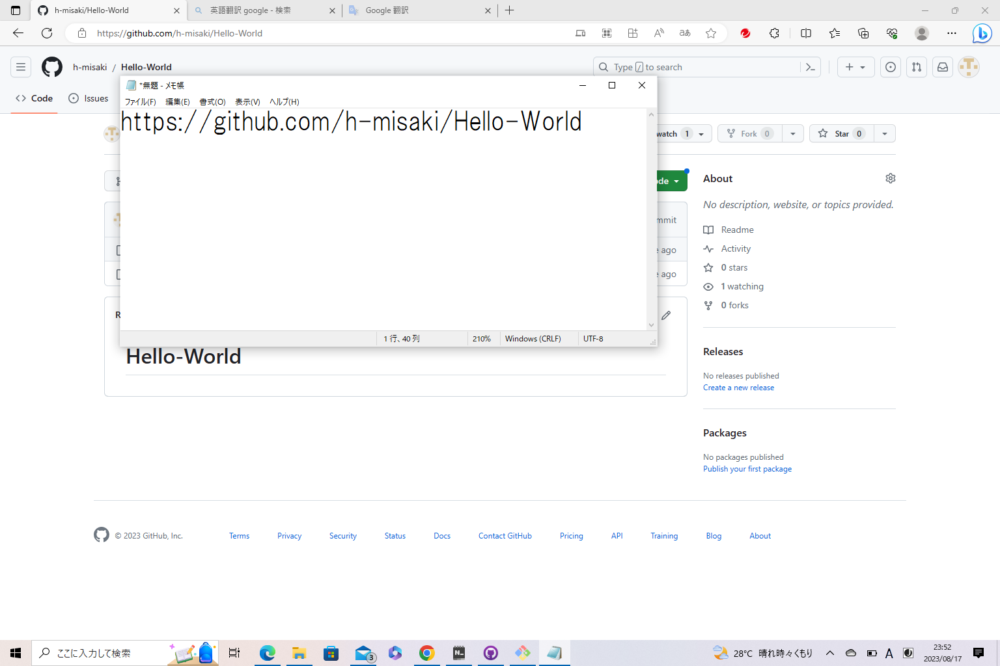 h-misaki/Hello-World
英語翻訳 google - 検索
Google 翻訳
https://github.com/h-misaki/Hello-World
h-misaki / Hello-World
Type / to search
Code
Issues
*無題 - メモ帳
ファイル(F) 編集(E) 書式(O) 表示(V) ヘルプ(H)
https://github.com/h-misaki/Hello-World
1 行、40 列
210%
Windows (CRLF)
UTF-8
watch 1
Fork 0
Star 0
de
mmit
ago
ago
R
Hello-World
About
No description, website, or topics provided.
Readme
Activity
0 stars
1 watching
0 forks
Releases
No releases published
Create a new release
Packages
No packages published
Publish your first package
© 2023 GitHub, Inc.
Terms
Privacy
Security
Status
Docs
Contact GitHub
Pricing
API
Training
Blog
About
ここに入力して検索
3
28°C 晴れ時々くもり
A
23:52
2023/08/17